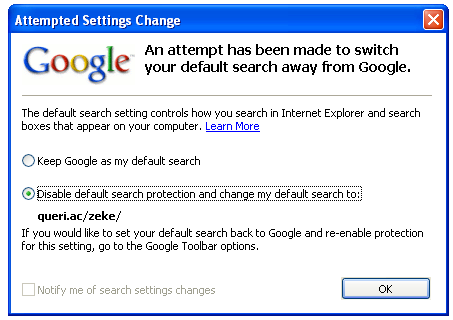 Attempted Settings Change
Google™
An attempt has been made to switch
your default search away from Google.
The default search setting controls how you search in Internet Explorer and search
boxes that appear on your computer. Learn More
Keep Google as my default search
Disable default search protection and change my default search to:
queri.ac/zeke/
If you would like to set your default search back to Google and re-enable protection
for this setting, go to the Google Toolbar options.
Notify me of search settings changes
OK